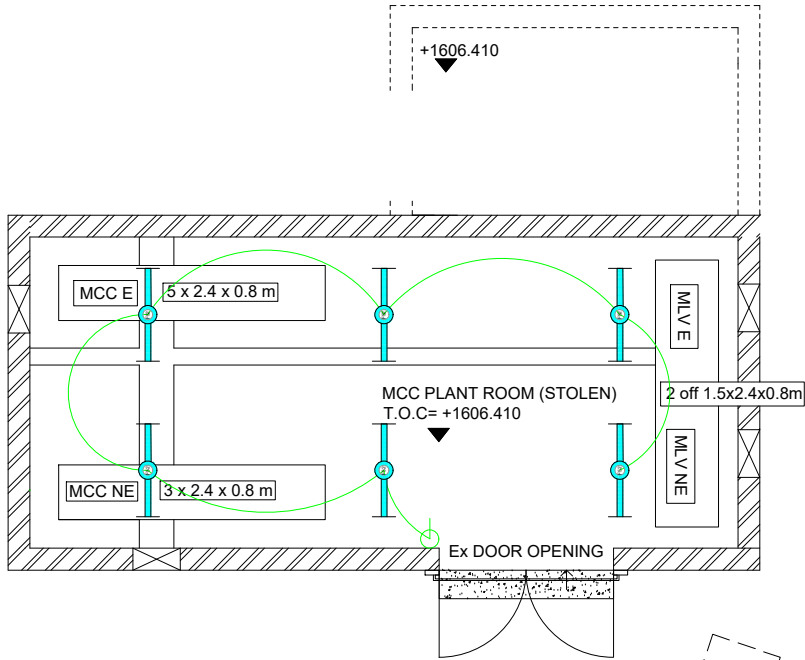 +1606.410
MCC E
5 x 2.4 x 0.8 m
MLV E
MCC PLANT ROOM (STOLEN)
T.O.C= +1606.410
2 off 1.5x2.4x0.8m
MCC NE
3 x 2.4 x 0.8 m
MLV NE
Ex DOOR OPENING